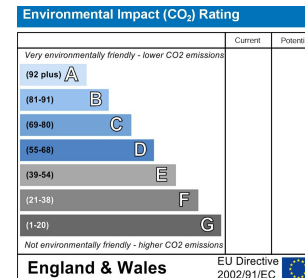 Environmental Impact (CO₂) Rating
Current
Very environmentally friendly - lower CO2 emissions
(92 plus) A
(81-91) B
(69-80) C
(55-68) D
(39-54) E
(21-38) F
(1-20) G
Not environmentally friendly - higher CO2 emissions
England & Wales
EU Directive
2002/91/EC